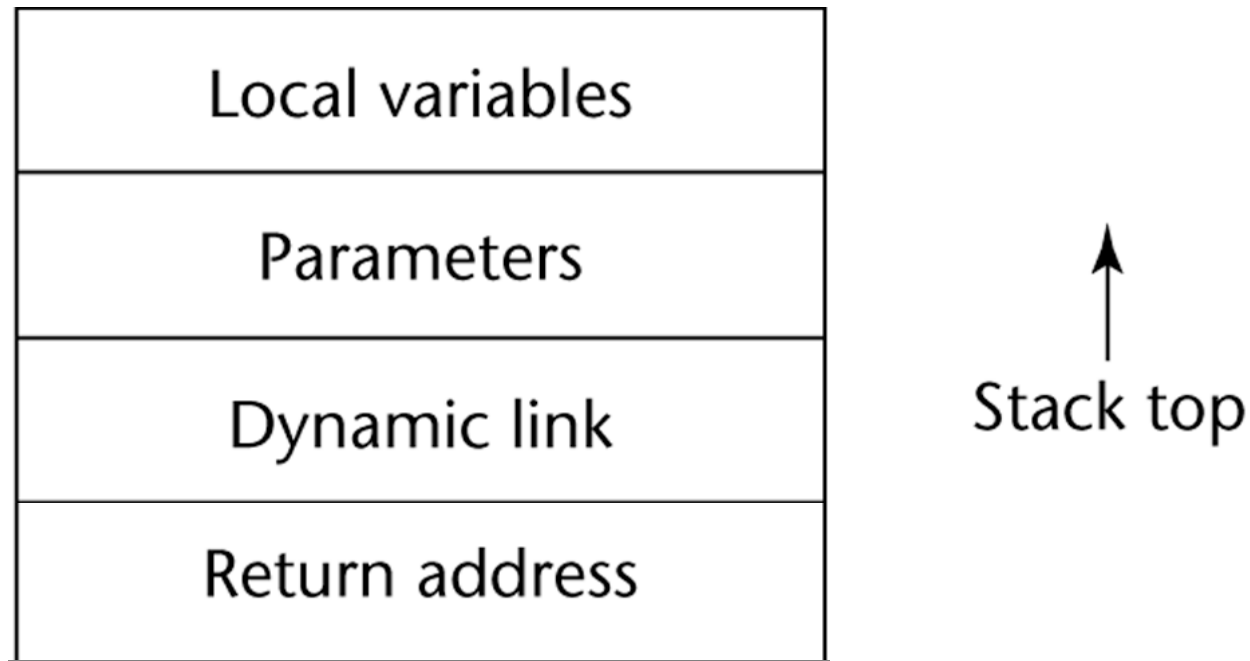 Local variables
Parameters
Dynamic link
Return address
Stack top